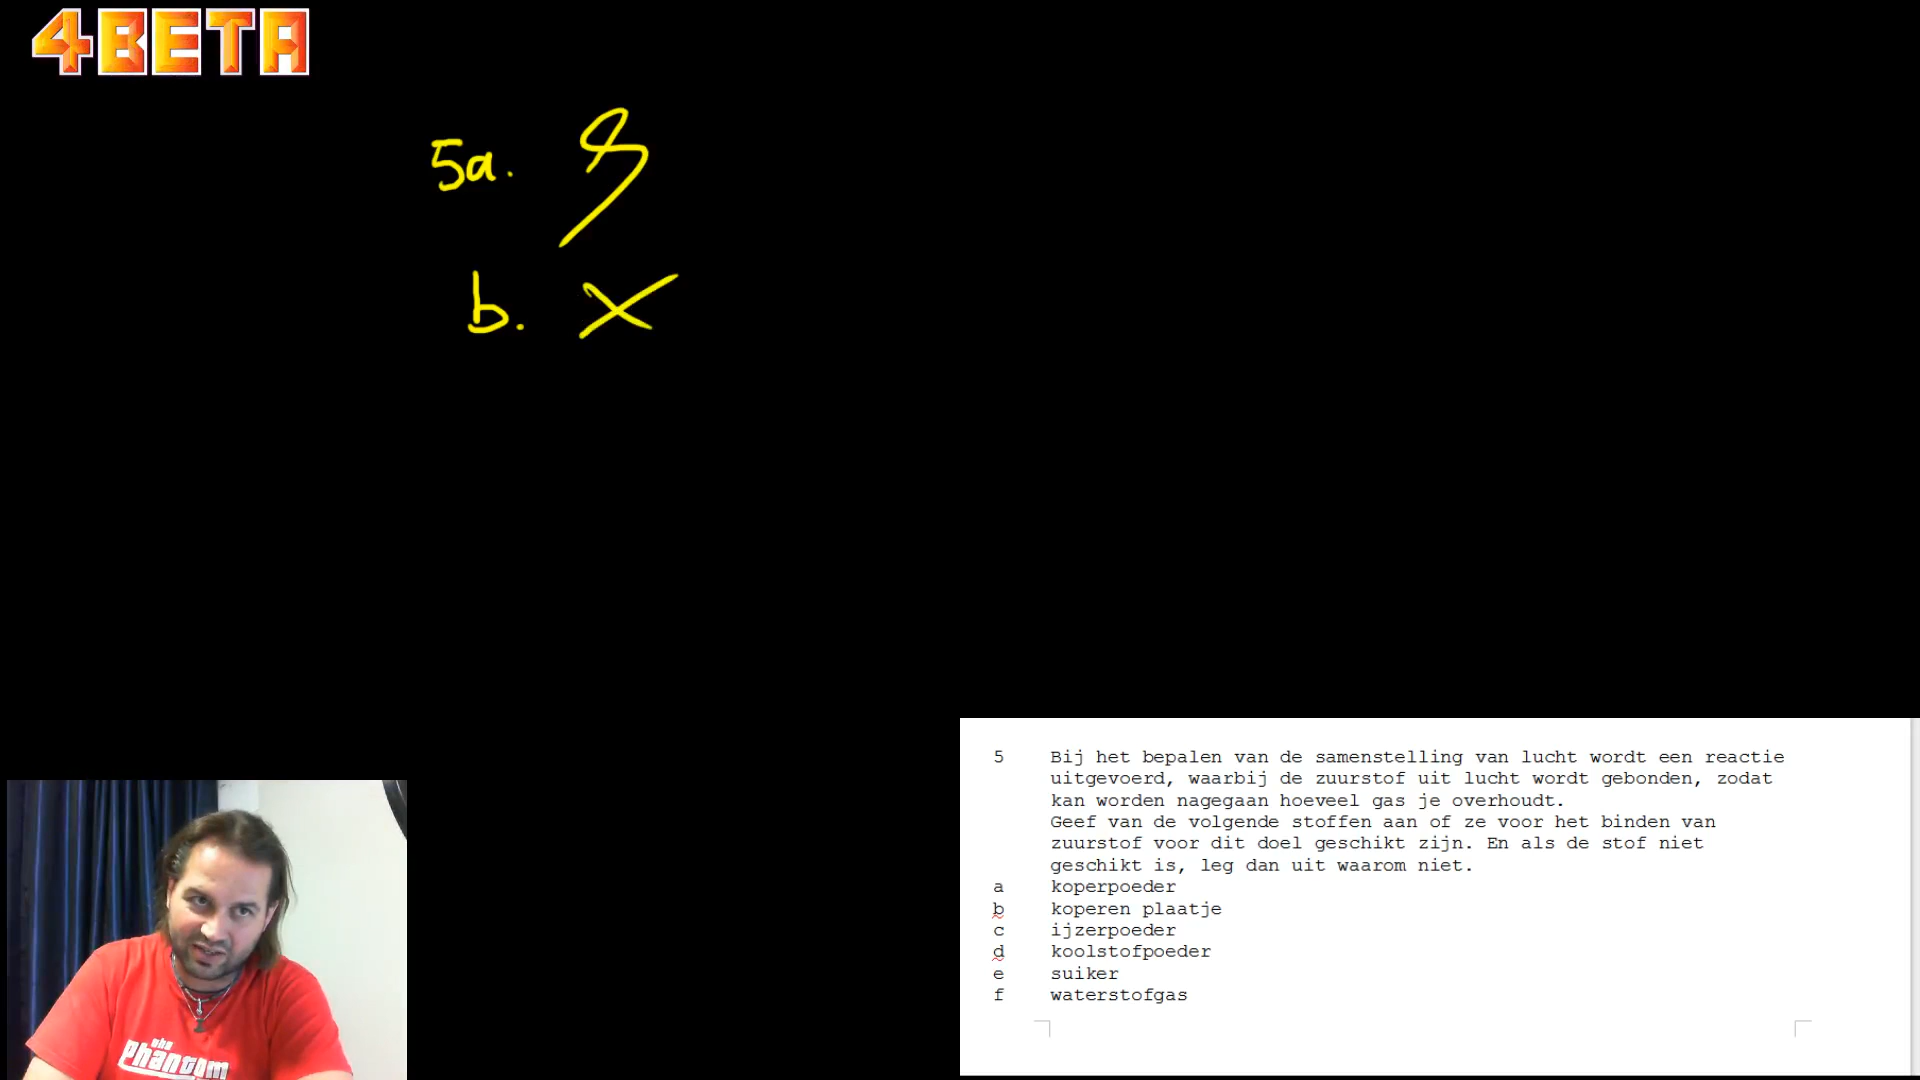 4BETA
5a.
b. X
5 Bij het bepalen van de samenstelling van lucht wordt een reactie
uitgevoerd, waarbij de zuurstof uit lucht wordt gebonden, zodat
kan worden nagegaan hoeveel gas je overhoudt.
Geef van de volgende stoffen aan of ze voor het binden van
zuurstof voor dit doel geschikt zijn. En als de stof niet
geschikt is, leg dan uit waarom niet.
a koperpoeder
b koperen plaatje
c ijzerpoeder
d koolstofpoeder
e suiker
f waterstofgas
the
Phantom